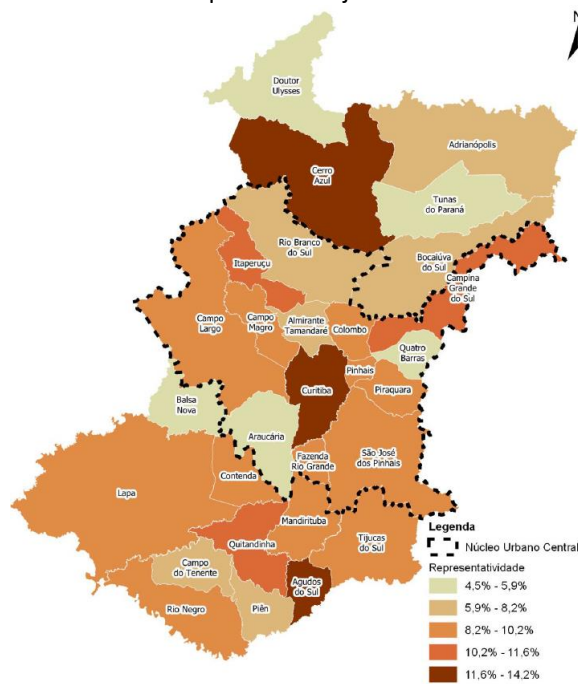 N
Doutor
Ulysses
Adrianópolis
Cerro
Azul
Tunas
do Paraná
Rio Branco
do Sul
Bocaiúva
do Sul
Itaperuçu
Campina
Grande
do Sul
Campo
Largo
Campo
Magro
Almirante
Tamandaré
Colombo
Quatro
Barras
Pinhais
Curitiba
Piraquara
Balsa
Nova
Araucária
São José
dos Pinhais
Fazenda
Rio Grande
Contenda
Lapa
Mandirituba
Quitandinha
Tijucas
do Sul
Campo
do Tenente
Agudos
do Sul
Rio Negro
Piên
Legenda
Núcleo Urbano Central
Representatividade
4,5% - 5,9%
5,9% - 8,2%
8,2% - 10,2%
10,2% - 11,6%
11,6% - 14,2%